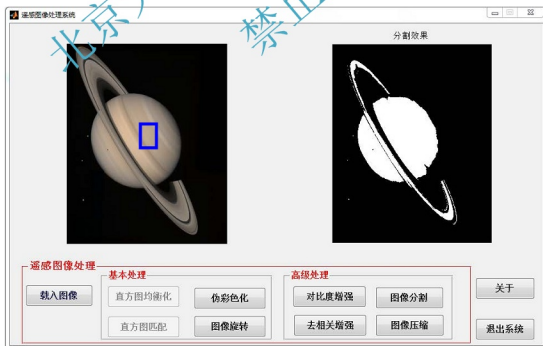 遥感图像处理系统
分割效果
遥感图像处理
基本处理
高级处理
载入图像
直方图均衡化
伪彩色化
对比度增强
图像分割
关于
直方图匹配
图像旋转
去相关增强
图像压缩
退出系统
北京
禁止